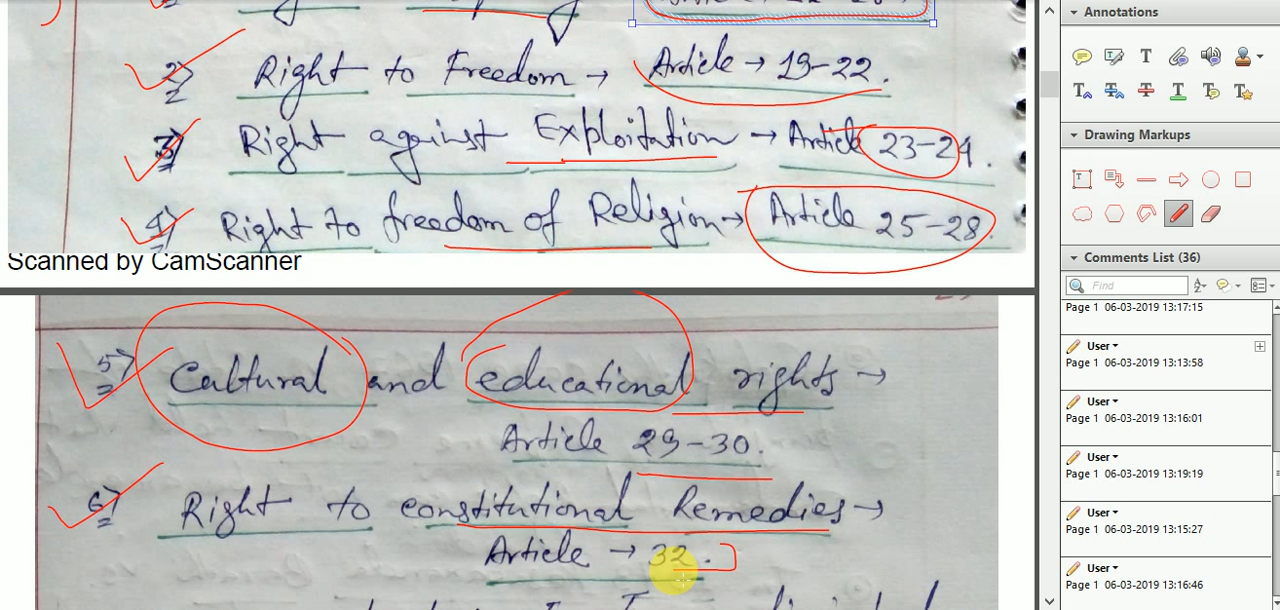 2) Right to Freedom → Article → 19-22.
3) Right against Exploitation → Article 23-24.
4) Right to freedom of Religion → Article 25-28.
Scanned by CamScanner
5) Cultural and educational rights →
Article 29-30.
6) Right to constitutional Remedies →
Article → 32.
Annotations
Drawing Markups
Comments List (36)
Find
Page 1 06-03-2019 13:17:15
User
Page 1 06-03-2019 13:13:58
User
Page 1 06-03-2019 13:16:01
User
Page 1 06-03-2019 13:19:19
User
Page 1 06-03-2019 13:15:27
User
Page 1 06-03-2019 13:16:46